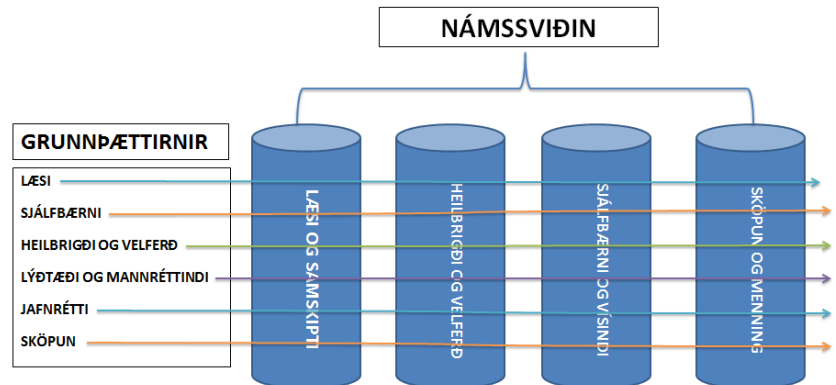 NÁMSSVIÐIN
GRUNNÞÆTTIRNIR
LÆSI
SJÁLFBÆRNI
HEILBRIGÐI OG VELFERÐ
LÝÐTÆÐI OG MANNRÉTTINDI
JAFNRÉTTI
SKÖPUN
LÆSI OG SAMSKIPTI
HEILBRIGÐI OG VELFERÐ
SJÁLFBÆRNI OG VÍSINDI
SKÖPUN OG MENNING